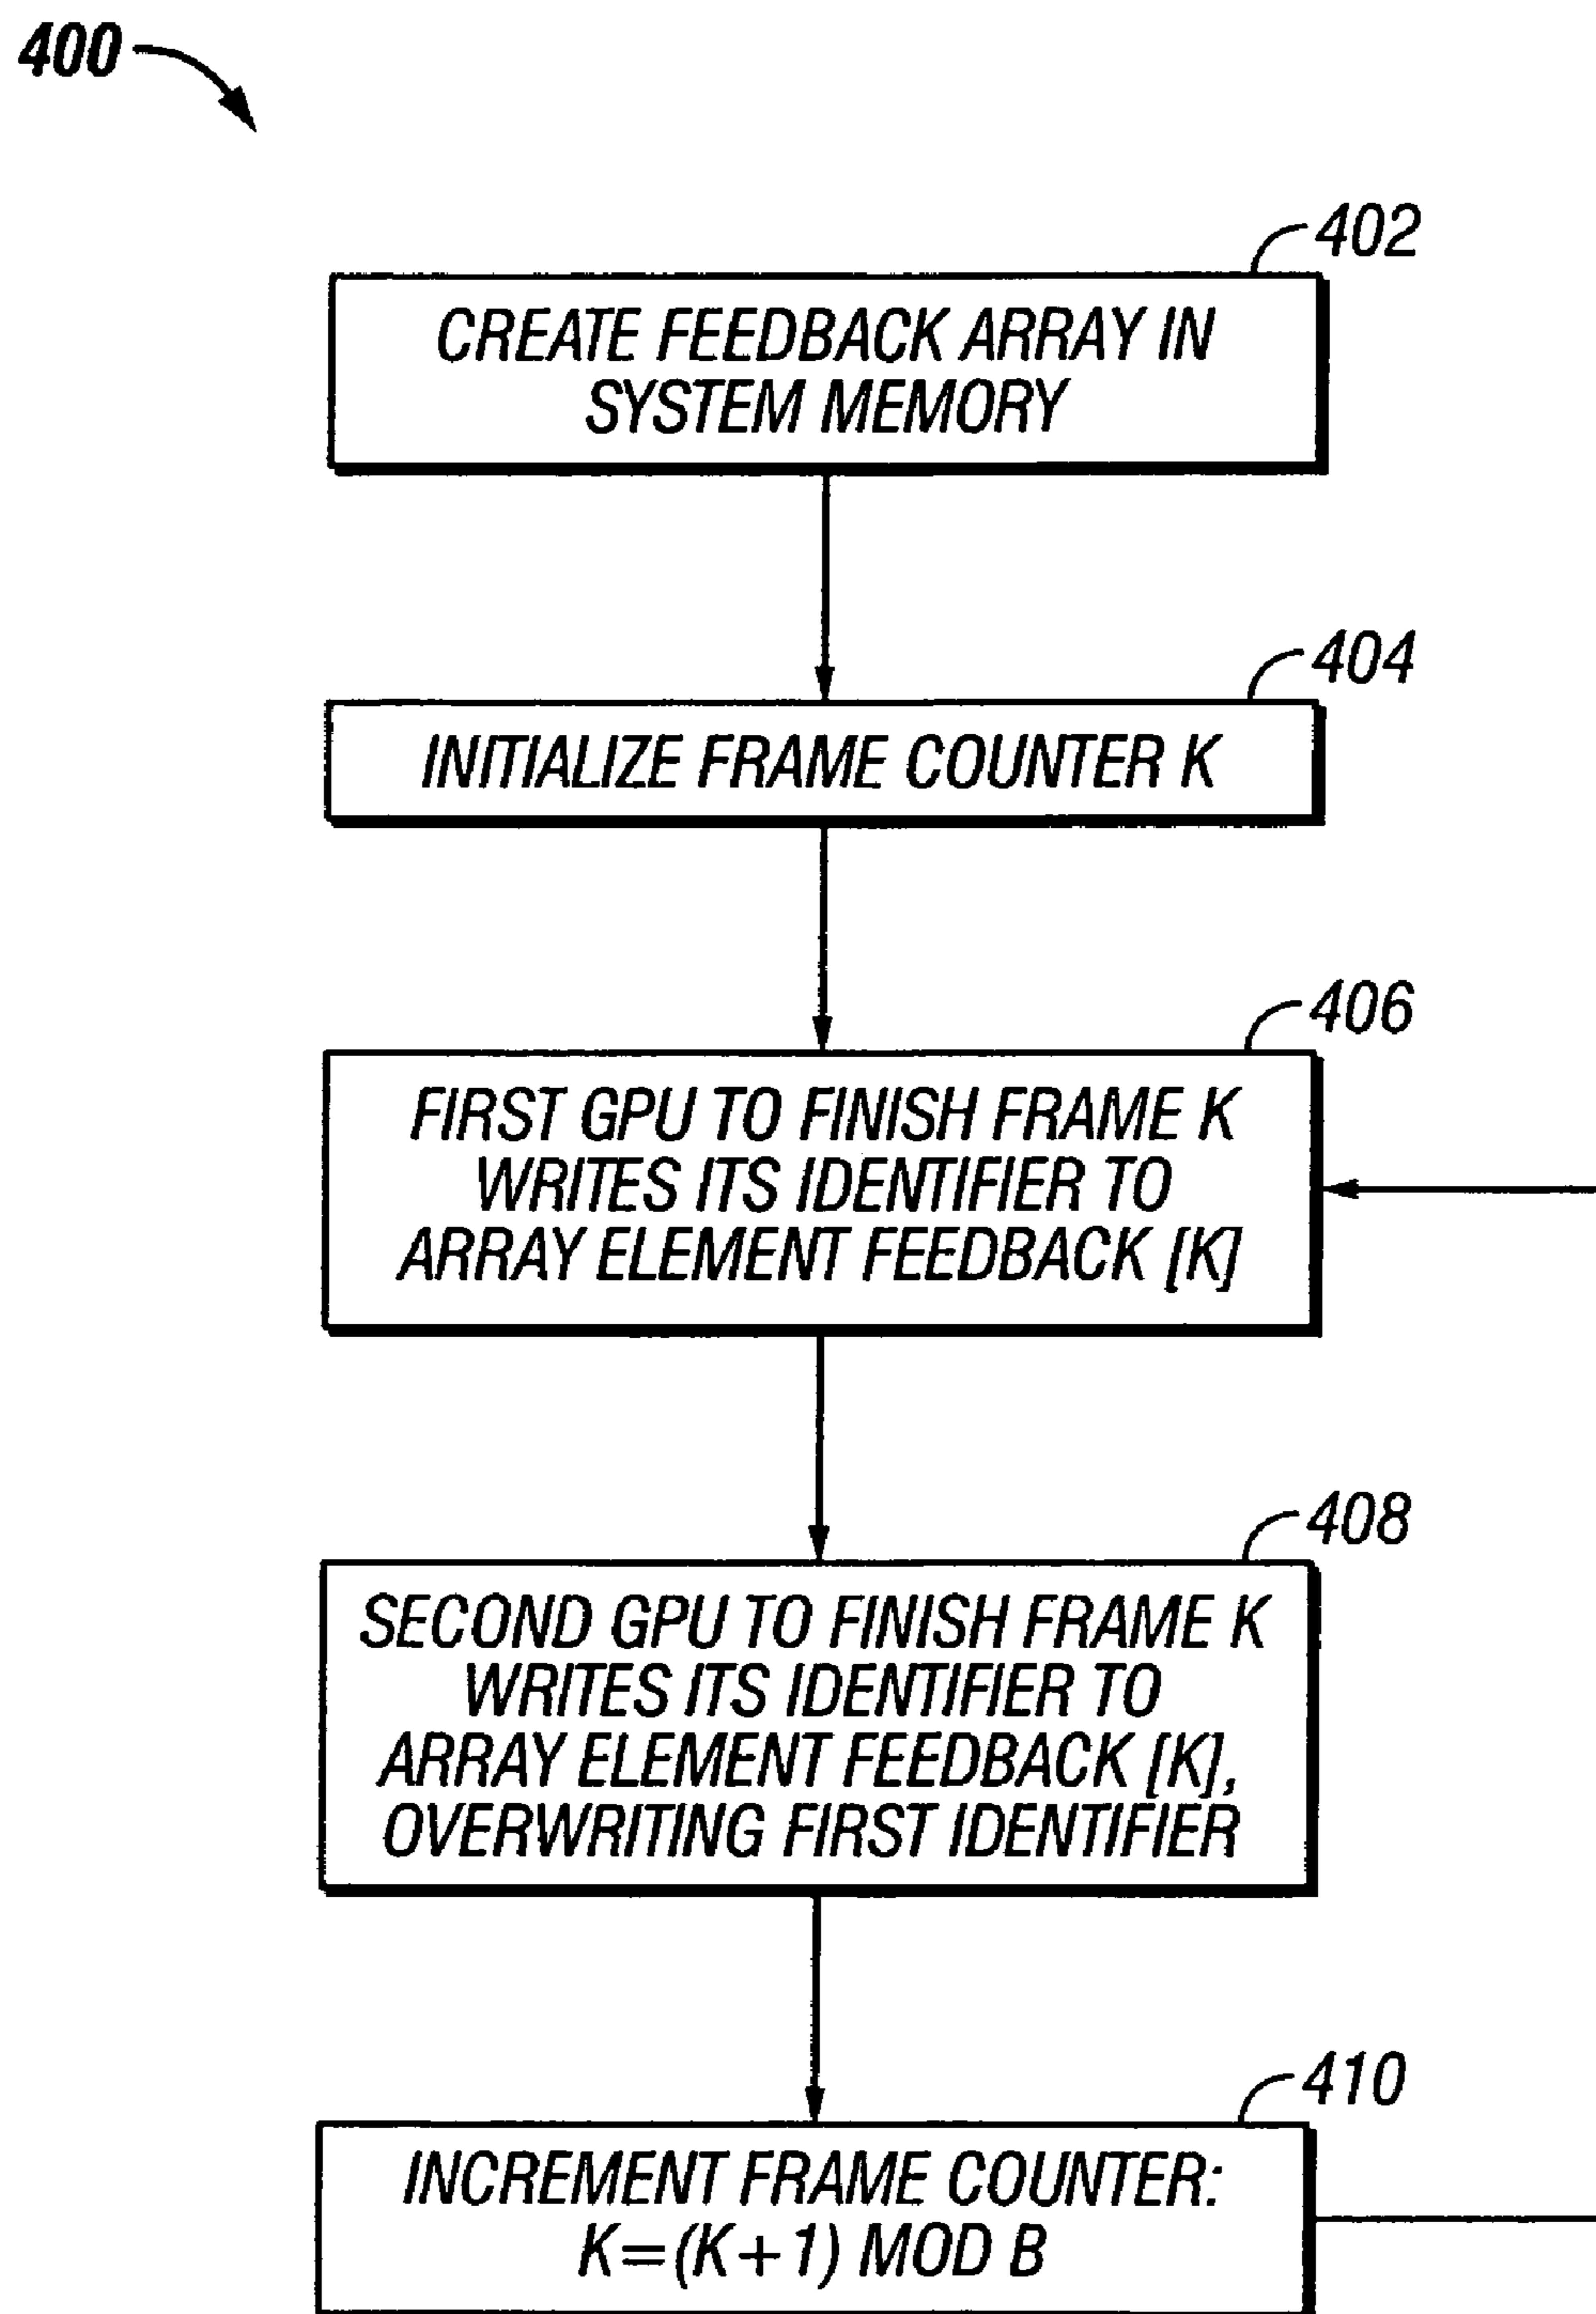 400
402
CREATE FEEDBACK ARRAY IN
SYSTEM MEMORY
404
INITIALIZE FRAME COUNTER K
406
FIRST GPU TO FINISH FRAME K
WRITES ITS IDENTIFIER TO
ARRAY ELEMENT FEEDBACK [K]
408
SECOND GPU TO FINISH FRAME K
WRITES ITS IDENTIFIER TO
ARRAY ELEMENT FEEDBACK [K],
OVERWRITING FIRST IDENTIFIER
410
INCREMENT FRAME COUNTER:
K=(K+1) MOD B